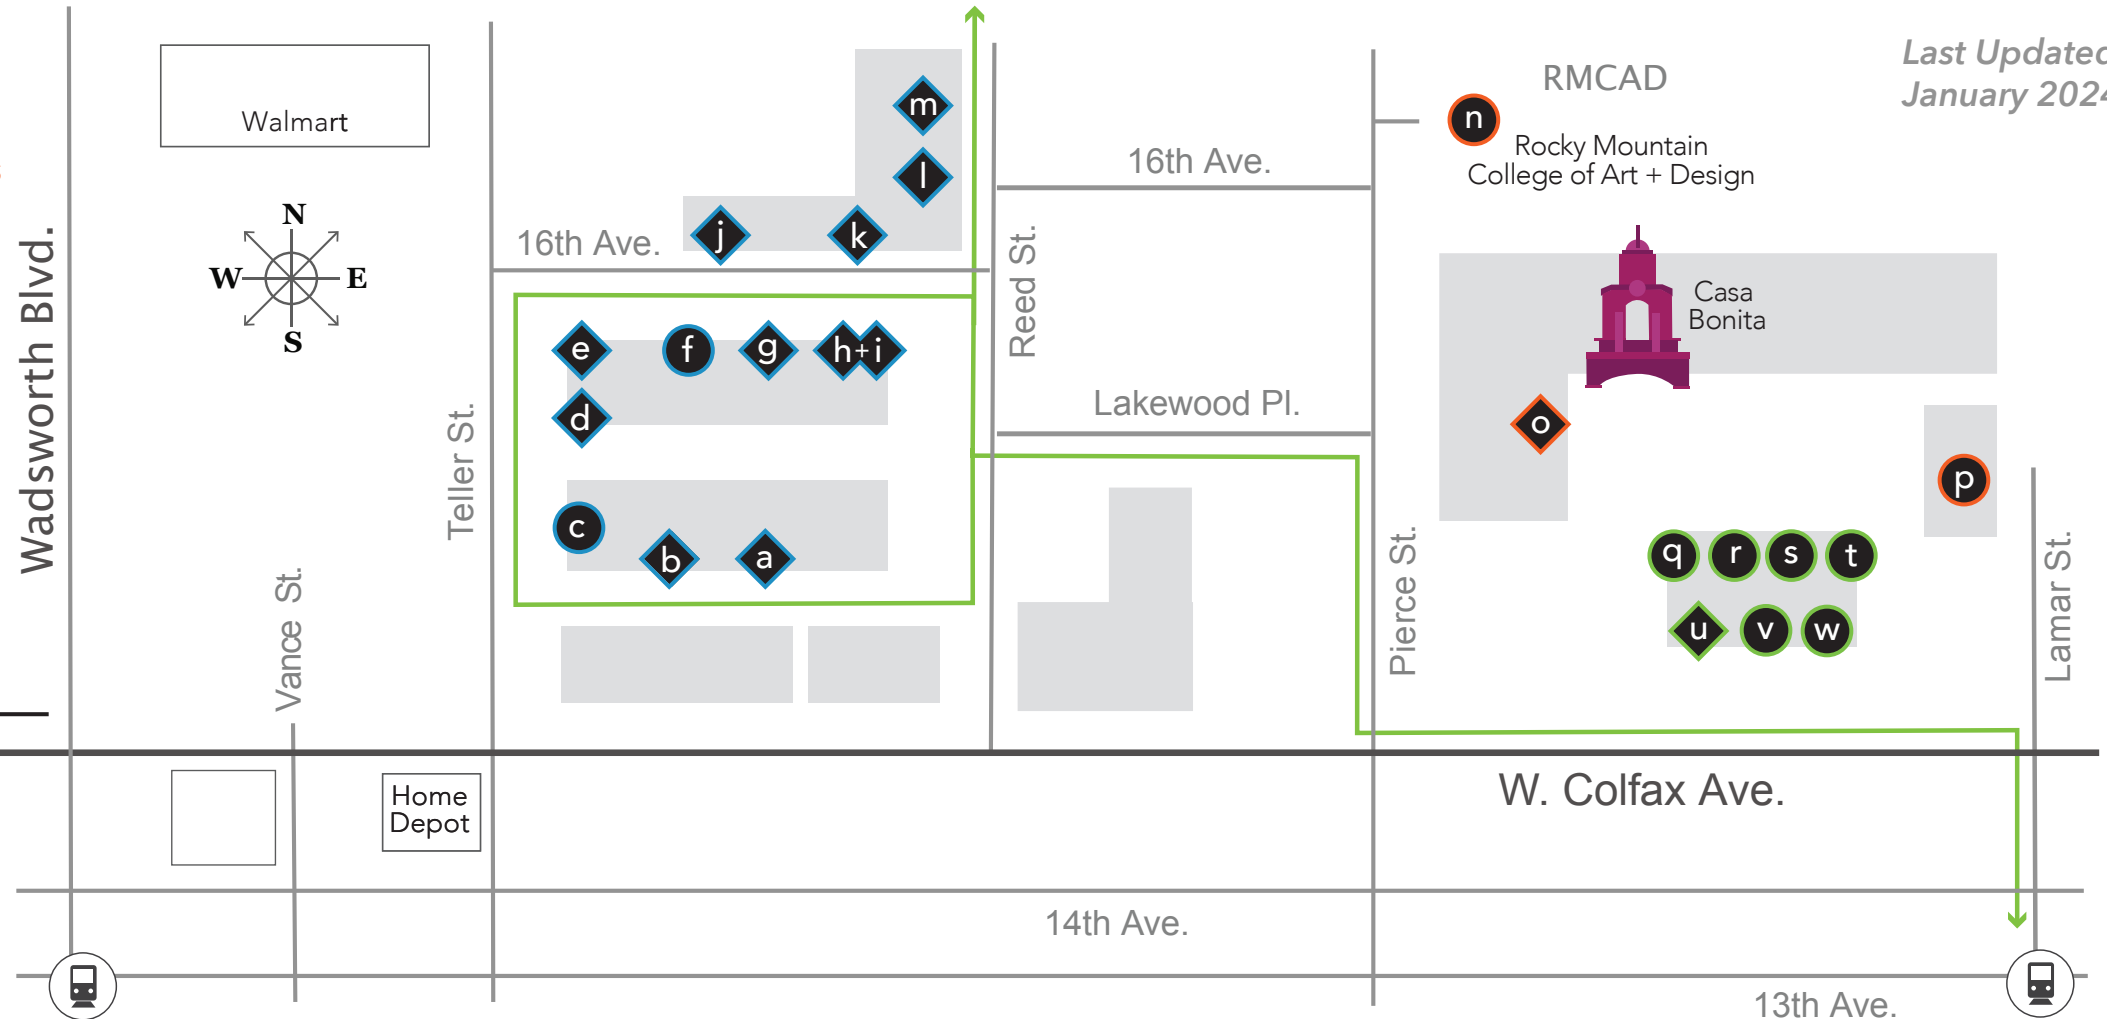 Last Updated
January 2024
RMCAD
n
Rocky Mountain
College of Art + Design
Walmart
m
l
16th Ave.
N
W
E
S
16th Ave.
j
k
Wadsworth Blvd.
Reed St.
Casa
Bonita
e
f
g
h+i
d
Lakewood Pl.
Teller St.
o
p
c
b
a
q
r
s
t
u
v
w
Pierce St.
Lamar St.
Vance St.
Home
Depot
W. Colfax Ave.
14th Ave.
13th Ave.